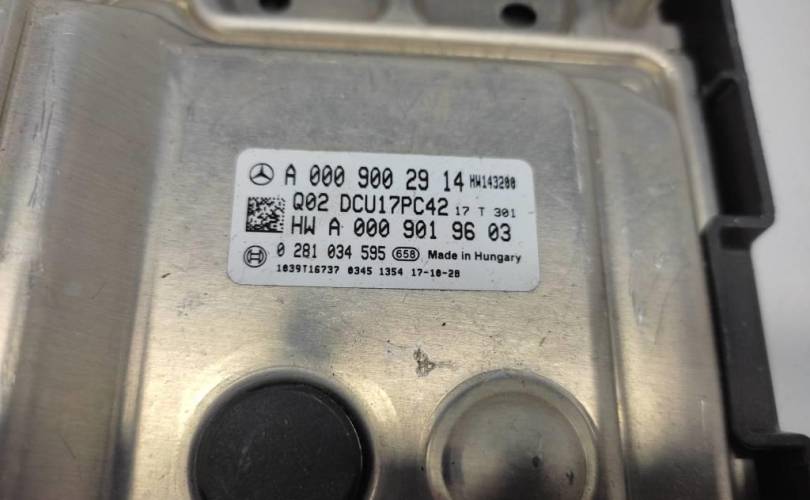 A 000 900 29 14 HW143200
Q02 DCU17PC42 17 T 301
HW A 000 901 96 03
0 281 034 595 658 Made in Hungary
1039T16737 0345 1354 17-10-28